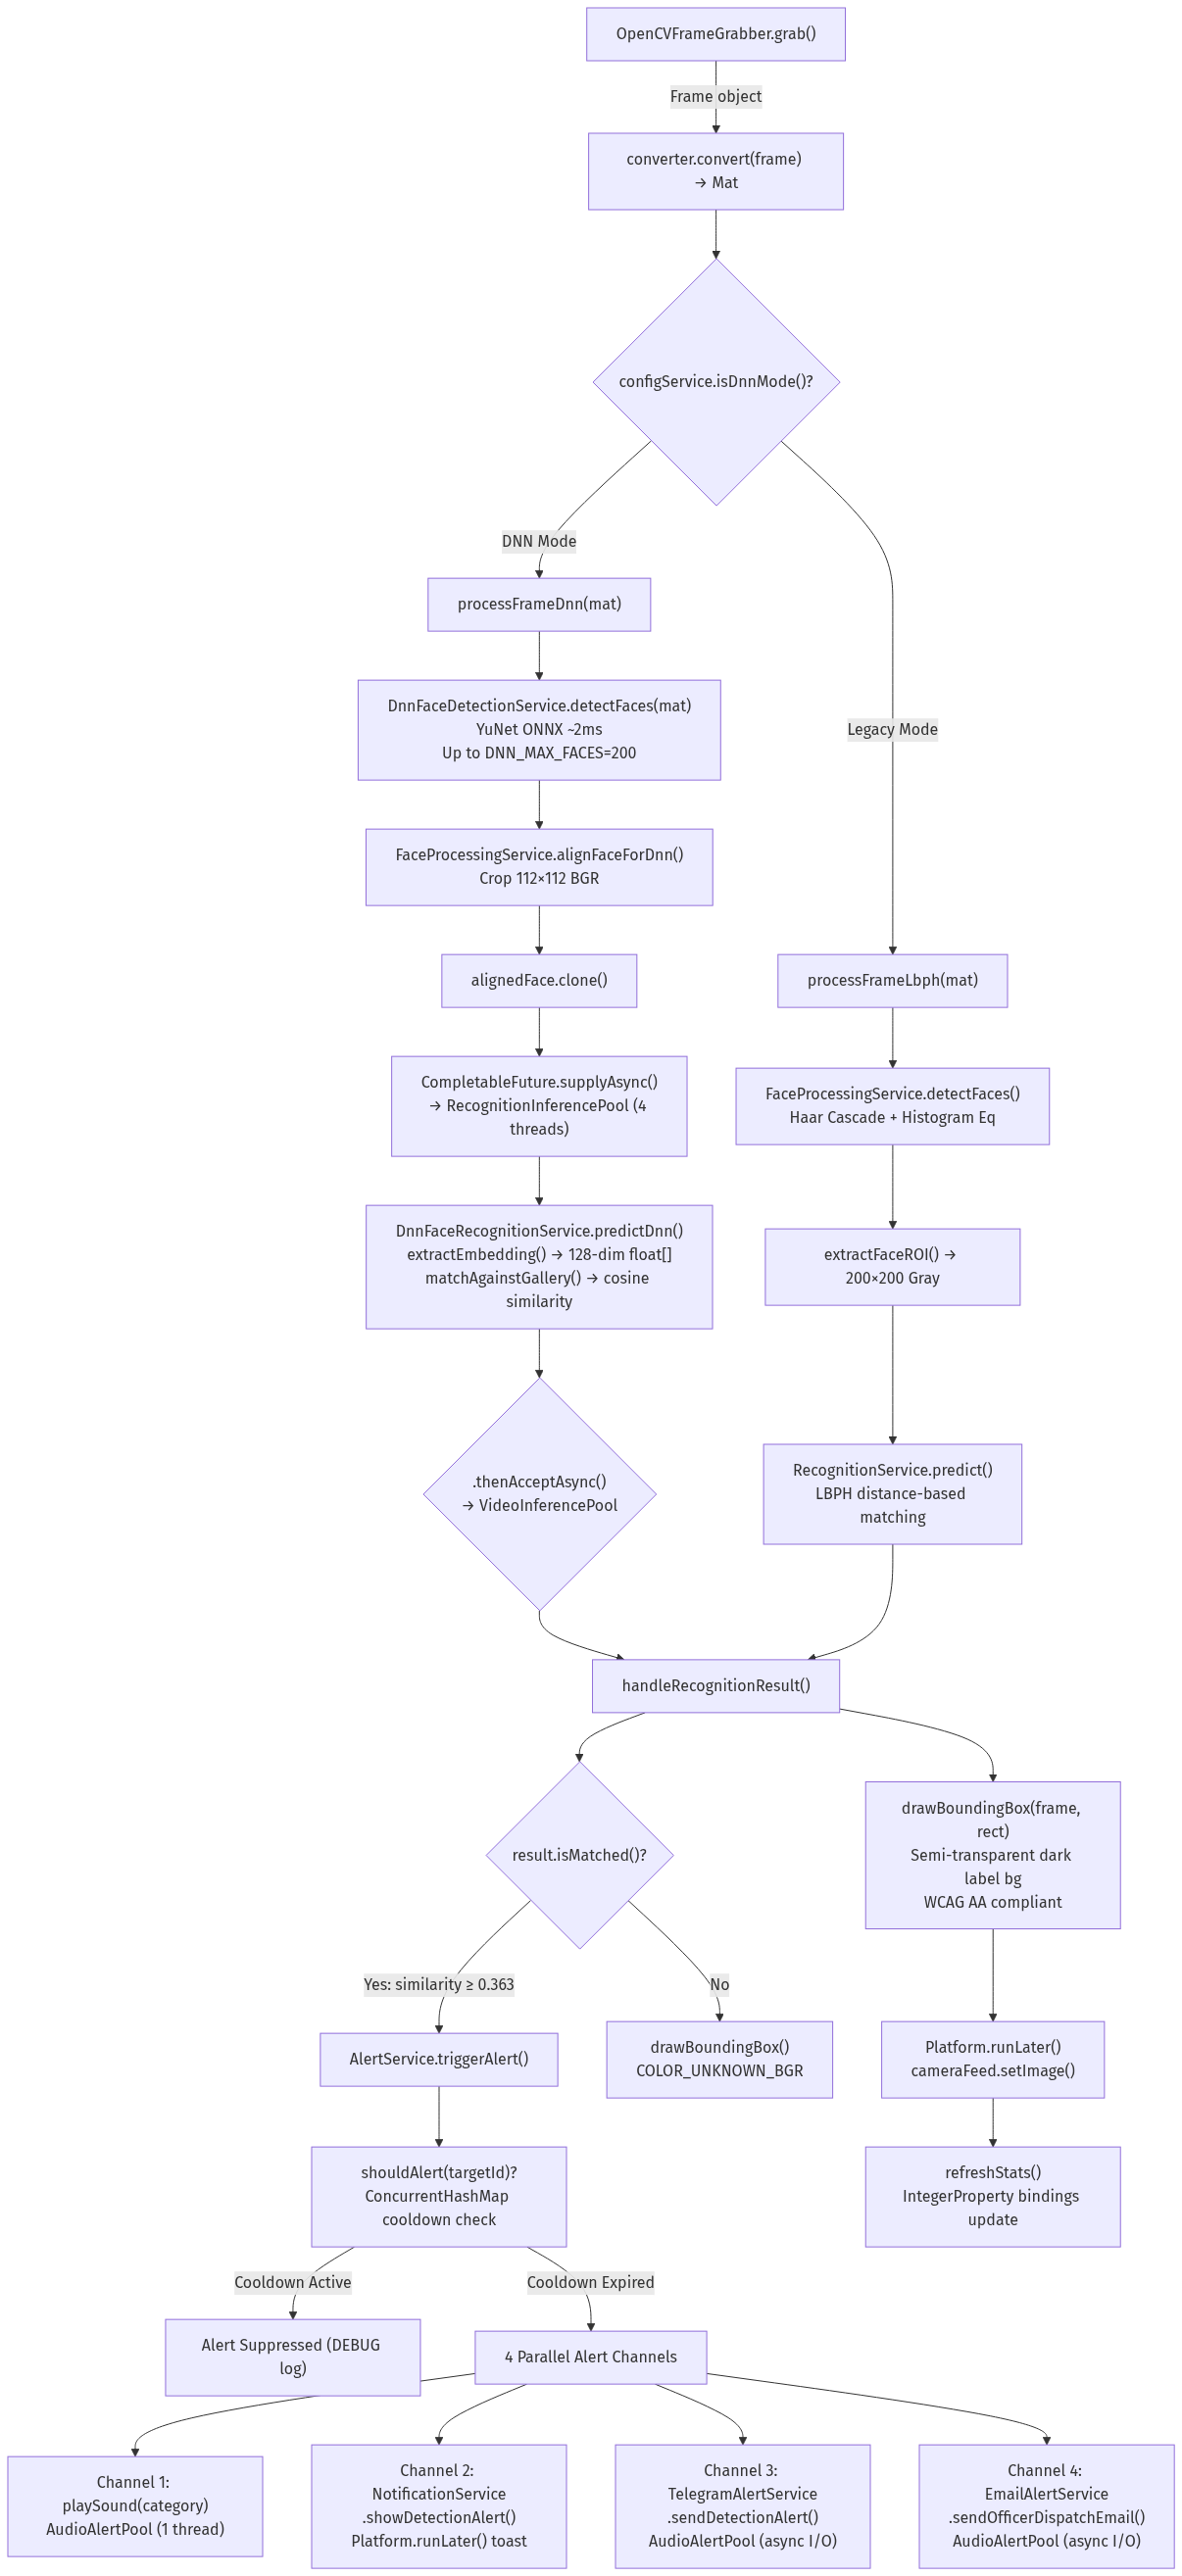 OpenCVFrameGrabber.grab()
Frame object
converter.convert(frame)
→ Mat
configService.isDnnMode()?
DNN Mode
processFrameDnn(mat)
DnnFaceDetectionService.detectFaces(mat)
YuNet ONNX ~2ms
Up to DNN_MAX_FACES=200
Legacy Mode
FaceProcessingService.alignFaceForDnn()
Crop 112×112 BGR
alignedFace.clone()
processFrameLbph(mat)
CompletableFuture.supplyAsync()
→ RecognitionInferencePool (4
threads)
FaceProcessingService.detectFaces()
Haar Cascade + Histogram Eq
DnnFaceRecognitionService.predictDnn()
extractEmbedding() → 128-dim float[]
matchAgainstGallery() → cosine
similarity
extractFaceROI() →
200×200 Gray
.thenAcceptAsync()
→ VideoInferencePool
RecognitionService.predict()
LBPH distance-based
matching
handleRecognitionResult()
result.isMatched()?
drawBoundingBox(frame,
rect)
Semi-transparent dark
label bg
WCAG AA compliant
Yes: similarity ≥ 0.363
No
AlertService.triggerAlert()
drawBoundingBox()
COLOR_UNKNOWN_BGR
Platform.runLater()
cameraFeed.setImage()
shouldAlert(targetId)?
ConcurrentHashMap
cooldown check
refreshStats()
IntegerProperty bindings
update
Cooldown Active
Cooldown Expired
Alert Suppressed (DEBUG
log)
4 Parallel Alert Channels
Channel 1:
playSound(category)
AudioAlertPool (1 thread)
Channel 2:
NotificationService
.showDetectionAlert()
Platform.runLater() toast
Channel 3:
TelegramAlertService
.sendDetectionAlert()
AudioAlertPool (async I/O)
Channel 4:
EmailAlertService
.sendOfficerDispatchEmail()
AudioAlertPool (async I/O)